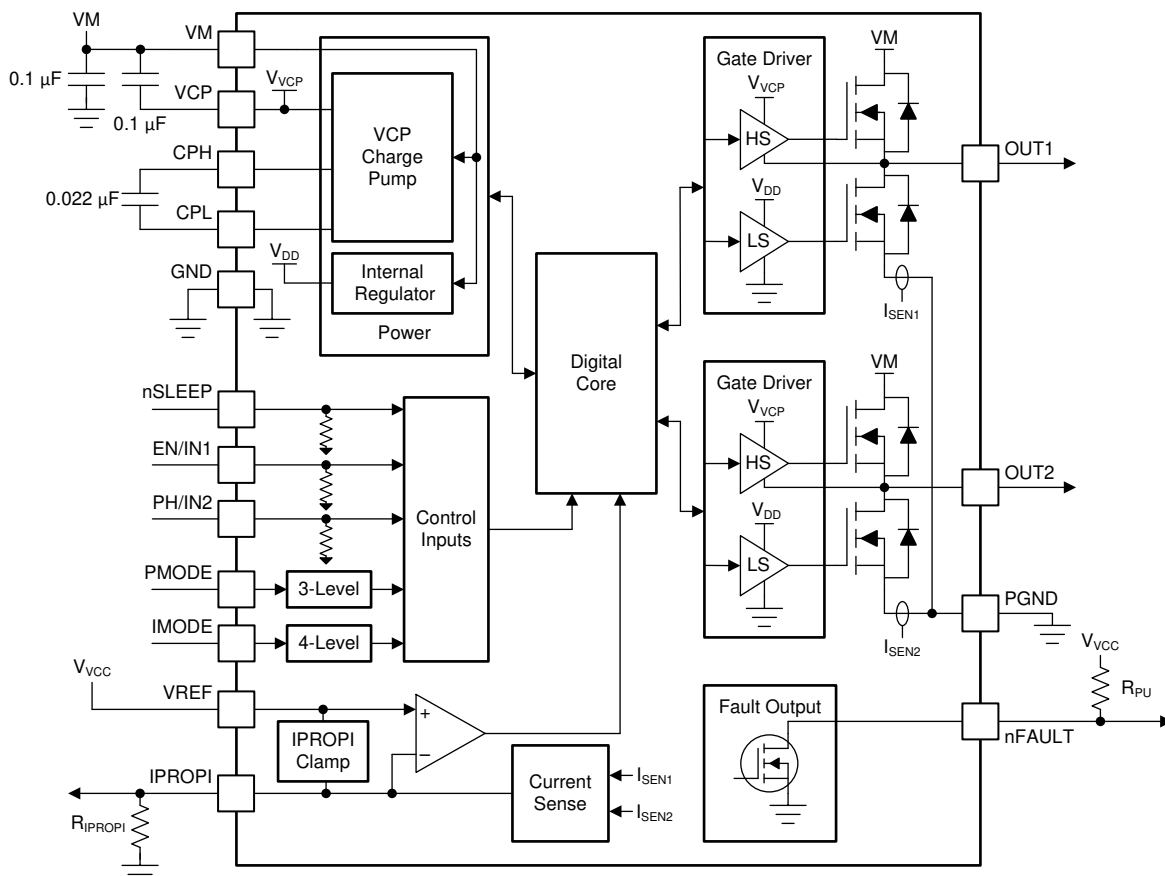 VM
VM
0.1 µF
0.1 µF
VCP
V_VCP
CPH
0.022 µF
CPL
V_DD
GND
VCP
Charge
Pump
Internal
Regulator
Power
nSLEEP
EN/IN1
PH/IN2
PMODE
3-Level
IMODE
4-Level
Control
Inputs
V_VCC
VREF
IPROPI
Clamp
+
−
IPROPI
R_IPROPI
Current
Sense
I_SEN1
I_SEN2
Digital
Core
Gate Driver
V_VCP
HS
V_DD
LS
VM
OUT1
I_SEN1
Gate Driver
V_VCP
HS
V_DD
LS
VM
OUT2
I_SEN2
PGND
V_VCC
R_PU
Fault Output
nFAULT